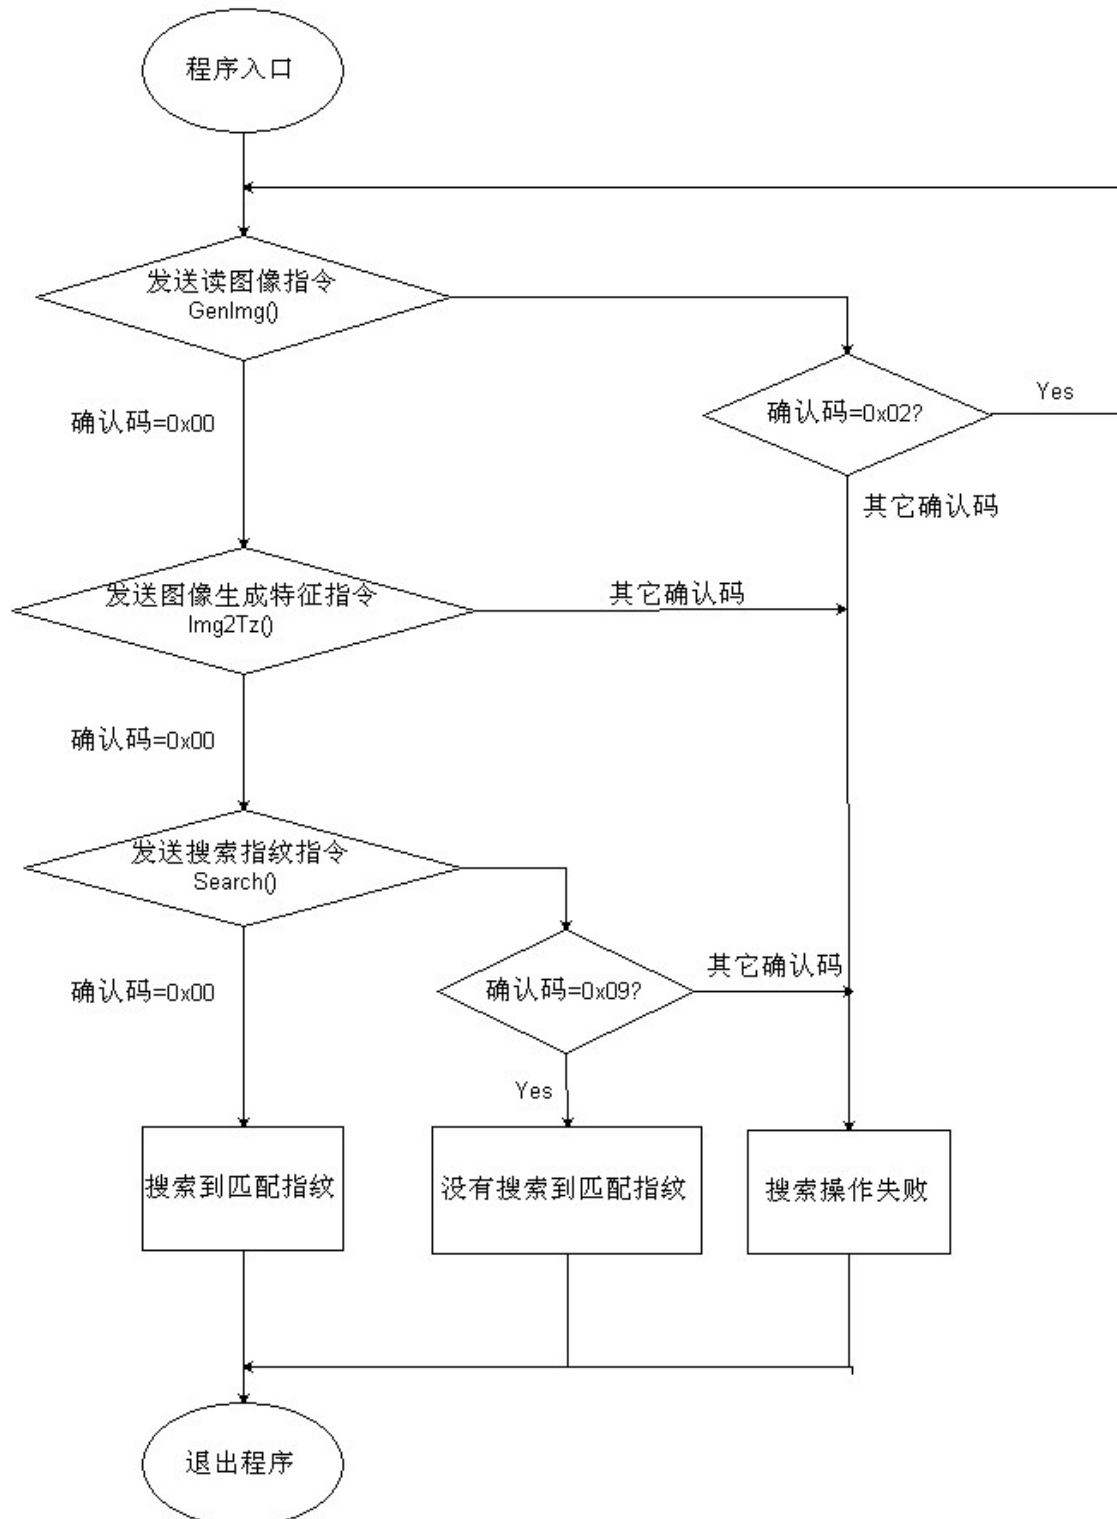 程序入口
发送读图像指令
GenImg()
确认码=0x00
确认码=0x02?
Yes
其它确认码
发送图像生成特征指令
Img2Tz()
其它确认码
确认码=0x00
发送搜索指纹指令
Search()
确认码=0x00
确认码=0x09?
其它确认码
Yes
搜索到匹配指纹
没有搜索到匹配指纹
搜索操作失败
退出程序